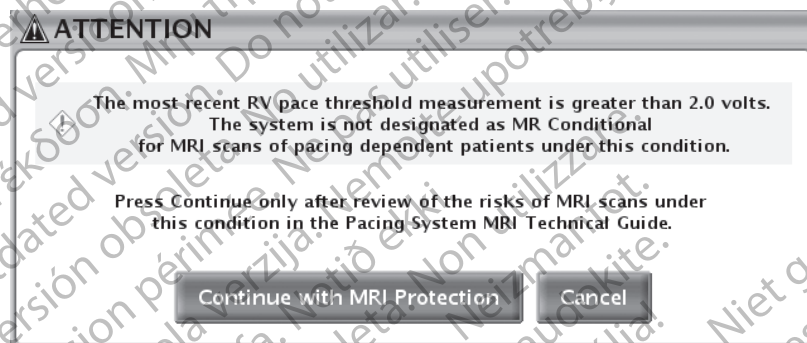 ATTENTION
The most recent RV pace threshold measurement is greater than 2.0 volts.
The system is not designated as MR Conditional
for MRI scans of pacing dependent patients under this condition.
Press Continue only after review of the risks of MRI scans under
this condition in the Pacing System MRI Technical Guide.
Continue with MRI Protection
Cancel